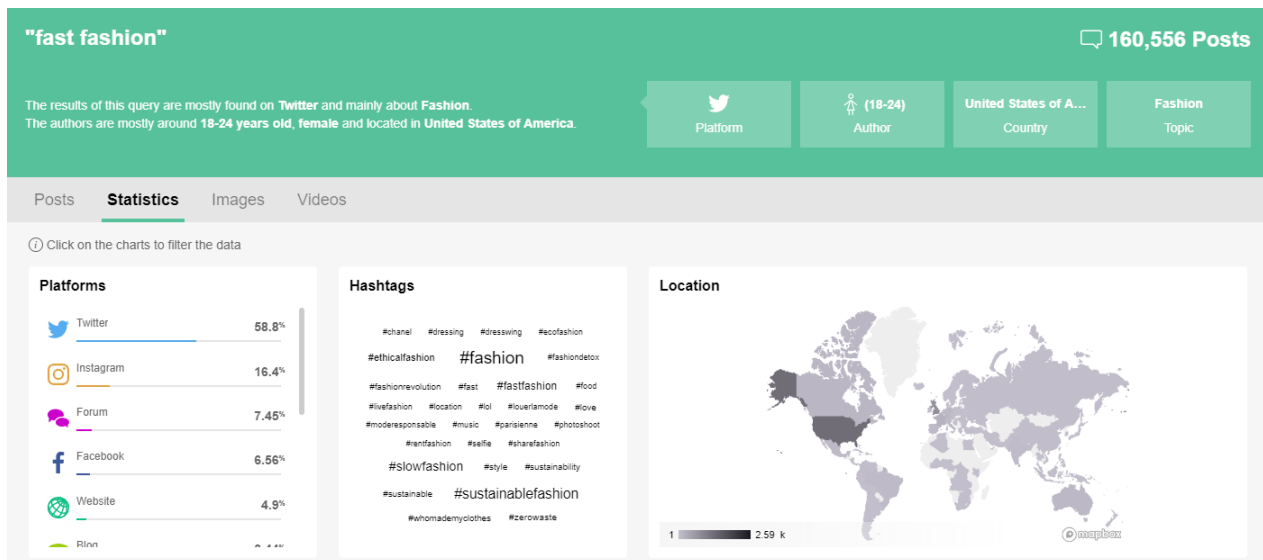 "fast fashion"
160,556 Posts
The results of this query are mostly found on Twitter and mainly about Fashion.
The authors are mostly around 18-24 years old, female and located in United States of America.
Platform
(18-24)
Author
United States of A...
Country
Fashion
Topic
Posts Statistics Images Videos
Click on the charts to filter the data
Platforms
Twitter 58.8%
Instagram 16.4%
Forum 7.45%
Facebook 6.56%
Website 4.9%
Blog
Hashtags
#chanel #dressing #dresswing #ecofashion
#ethicalfashion #fashion #fashiondetox
#fashionrevolution #fast #fastfashion #food
#livefashion #location #lol #louerlamode #love
#moderesponsable #music #parisienne #photoshoot
#rentfashion #selfie #sharefashion
#slowfashion #style #sustainability
#sustainable #sustainablefashion
#whomademyclothes #zerowaste
Location
1 2.59 k
mapbox